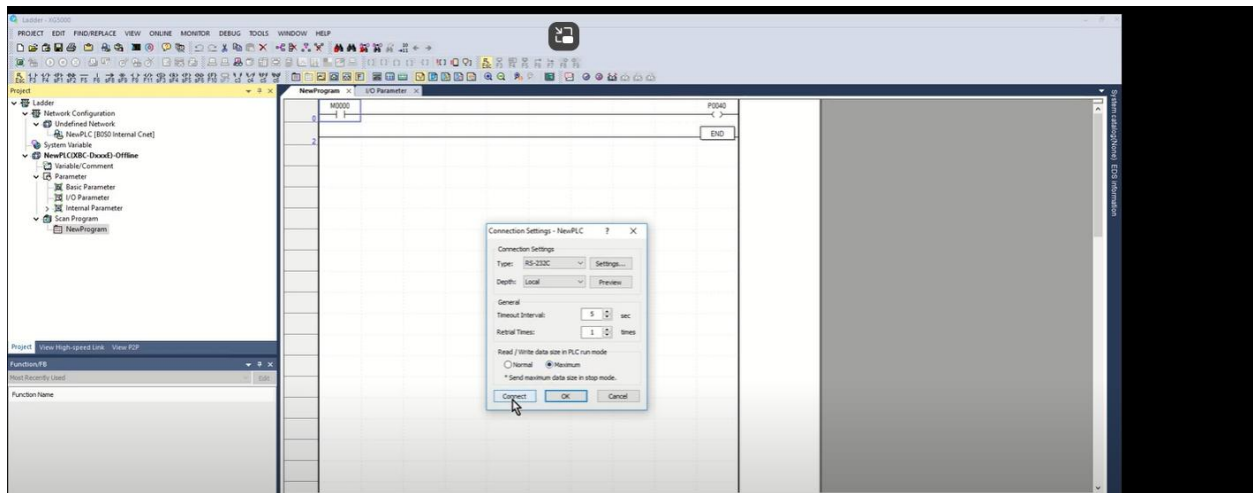 Ladder - XG5000
PROJECT EDIT FIND/REPLACE VIEW ONLINE MONITOR DEBUG TOOLS WINDOW HELP
Project
Ladder
Network Configuration
Undefined Network
NewPLC [B0S0 Internal Cnet]
System Variable
NewPLC(XBC-DxxxE)-Offline
Variable/Comment
Parameter
Basic Parameter
I/O Parameter
Internal Parameter
Scan Program
NewProgram
Project View High-speed Link View P2P
Function/FB
Most Recently Used Edit
Function Name
NewProgram I/O Parameter
M0000 P0040
0
END
2
Connection Settings - NewPLC ? X
Connection Settings
Type: RS-232C Settings...
Depth: Local Preview
General
Timeout Interval: 5 sec
Retrial Times: 1 times
Read / Write data size in PLC run mode
Normal Maximum
* Send maximum data size in stop mode.
Connect OK Cancel
System catalog(None) EDS information